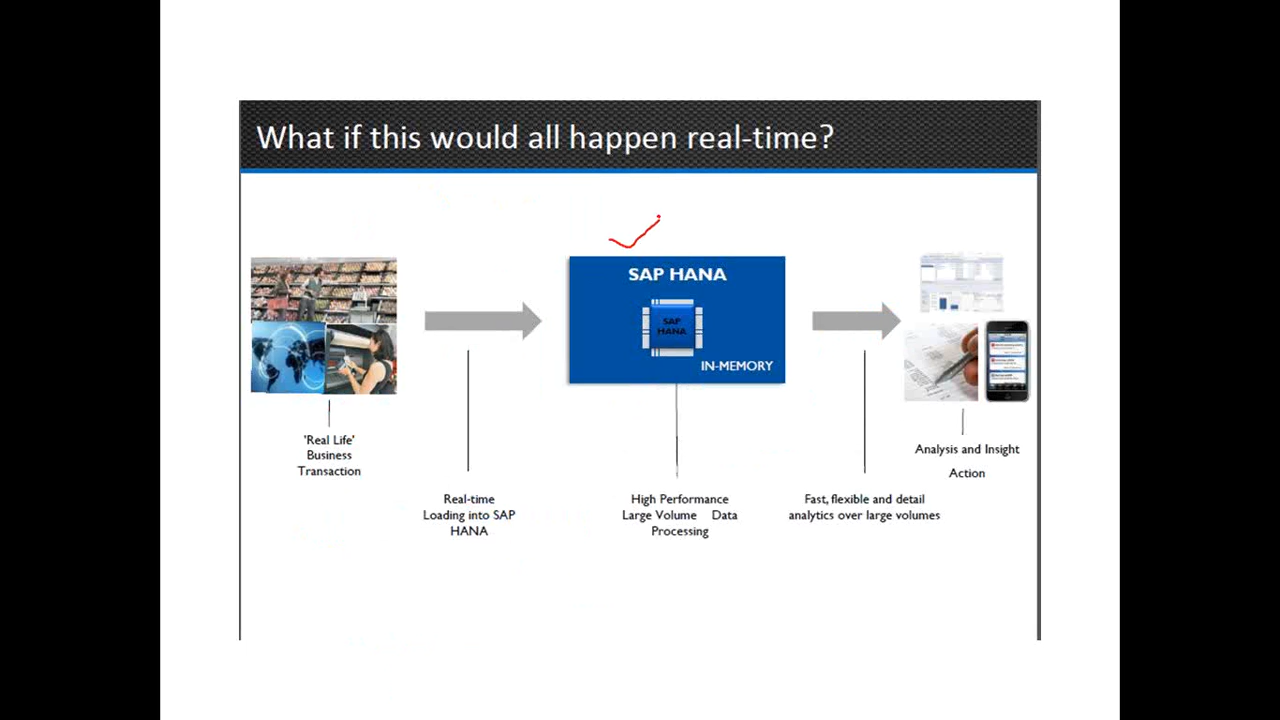 What if this would all happen real-time?
SAP HANA
SAP
HANA
IN-MEMORY
'Real Life'
Business
Transaction
Real-time
Loading into SAP
HANA
High Performance
Large Volume Data
Processing
Fast, flexible and detail
analytics over large volumes
Analysis and Insight
Action